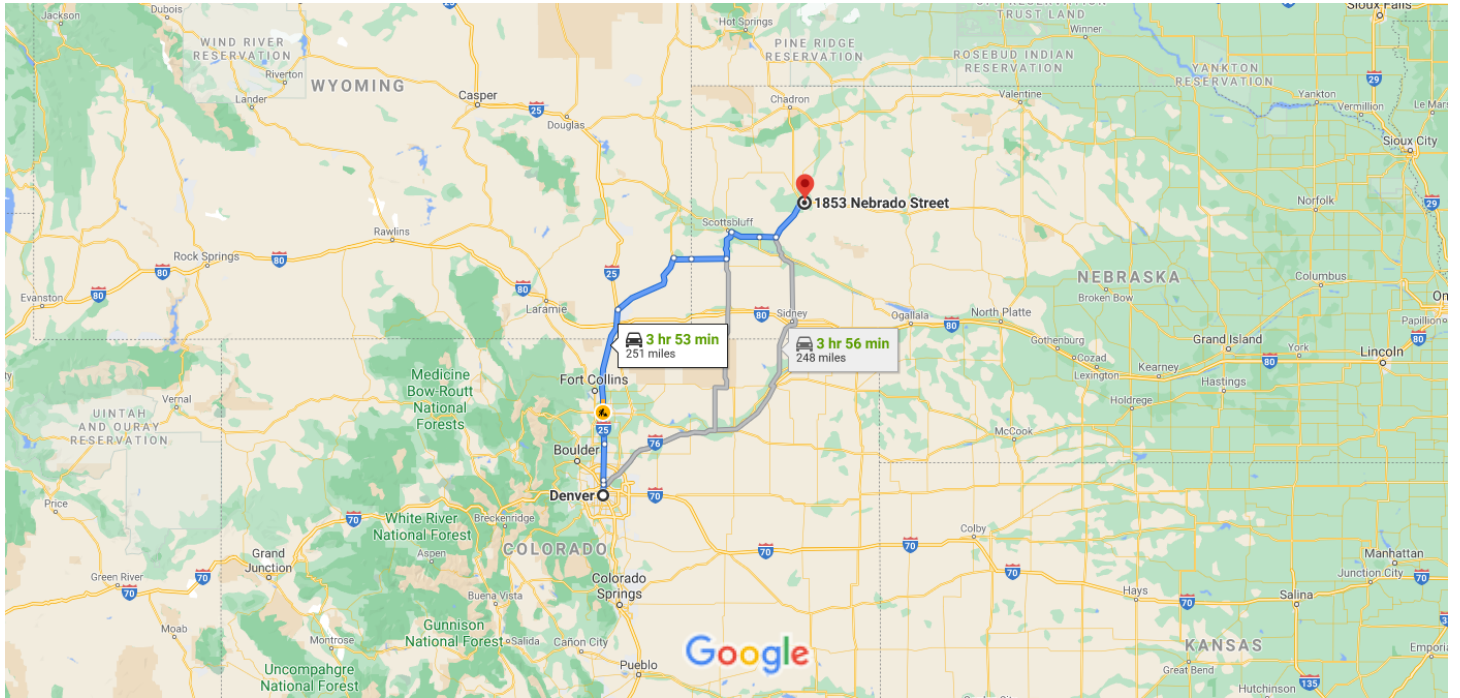 Jackson
Dubois
WIND RIVER
RESERVATION
Riverton
Lander
WYOMING
Casper
25
Douglas
Hot Springs
PINE RIDGE
RESERVATION
TRUST LAND
Winner
ROSEBUD INDIAN
RESERVATION
Sioux Falls
29
YANKTON
RESERVATION
Yankton
Vermillion
Le Mars
Sioux City
Chadron
Valentine
1853 Nebrado Street
Scottsbluff
Norfolk
29
Rawlins
Rock Springs
80
80
Evanston
80
25
80
Laramie
NEBRASKA
Broken Bow
Columbus
80
Sidney
Ogallala
North Platte
80
Gothenburg
Cozad
Lexington
Kearney
Grand Island
Hastings
80
Lincoln
Papillion
3 hr 53 min
251 miles
3 hr 56 min
248 miles
Holdrege
McCook
Fort Collins
Medicine
Bow-Routt
National
Forests
Vernal
UINTAH
AND OURAY
RESERVATION
25
76
Boulder
Denver
70
Price
White River
National Forest
Breckenridge
70
Aspen
COLORADO
Grand
Junction
70
Green River
70
Colorado
Springs
Buena Vista
70
Colby
70
70
Hays
70
Manhattan
Junction City
70
Salina
Moab
Montrose
Gunnison
National Forest
Salida
Cañon City
Pueblo
Uncompahgre
National Forest
Google
KANSAS
Great Bend
Emporia
135
Hutchinson